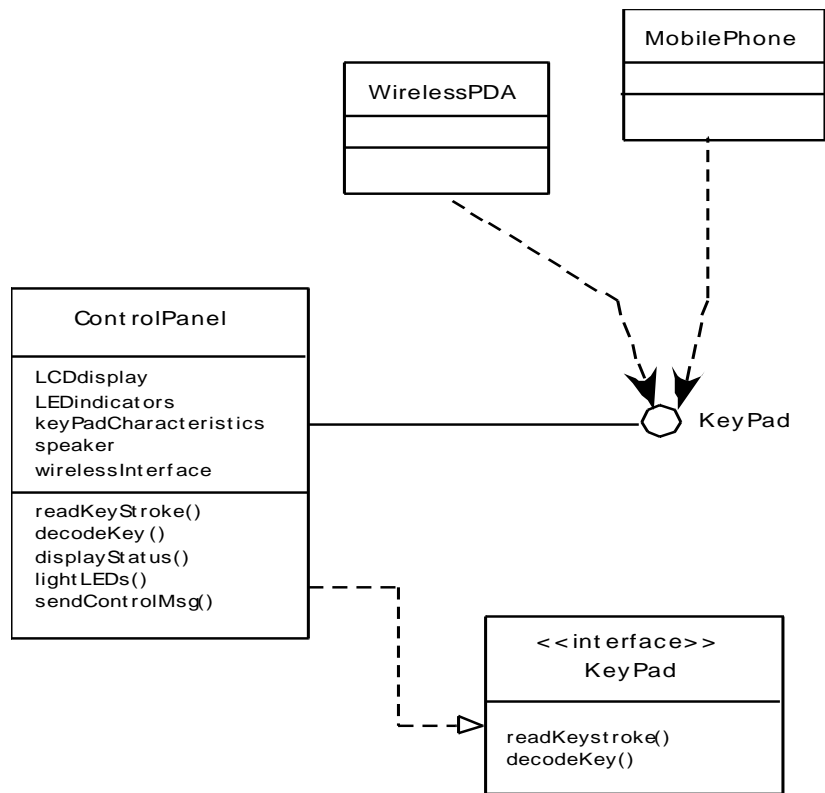 MobilePhone
WirelessPDA
ControlPanel
LCDdisplay
LEDindicators
keyPadCharacteristics
speaker
wirelessInterface
KeyPad
readKeyStroke()
decodeKey()
displayStatus()
lightLEDs()
sendControlMsg()
<<interface>>
KeyPad
readKeystroke()
decodeKey()